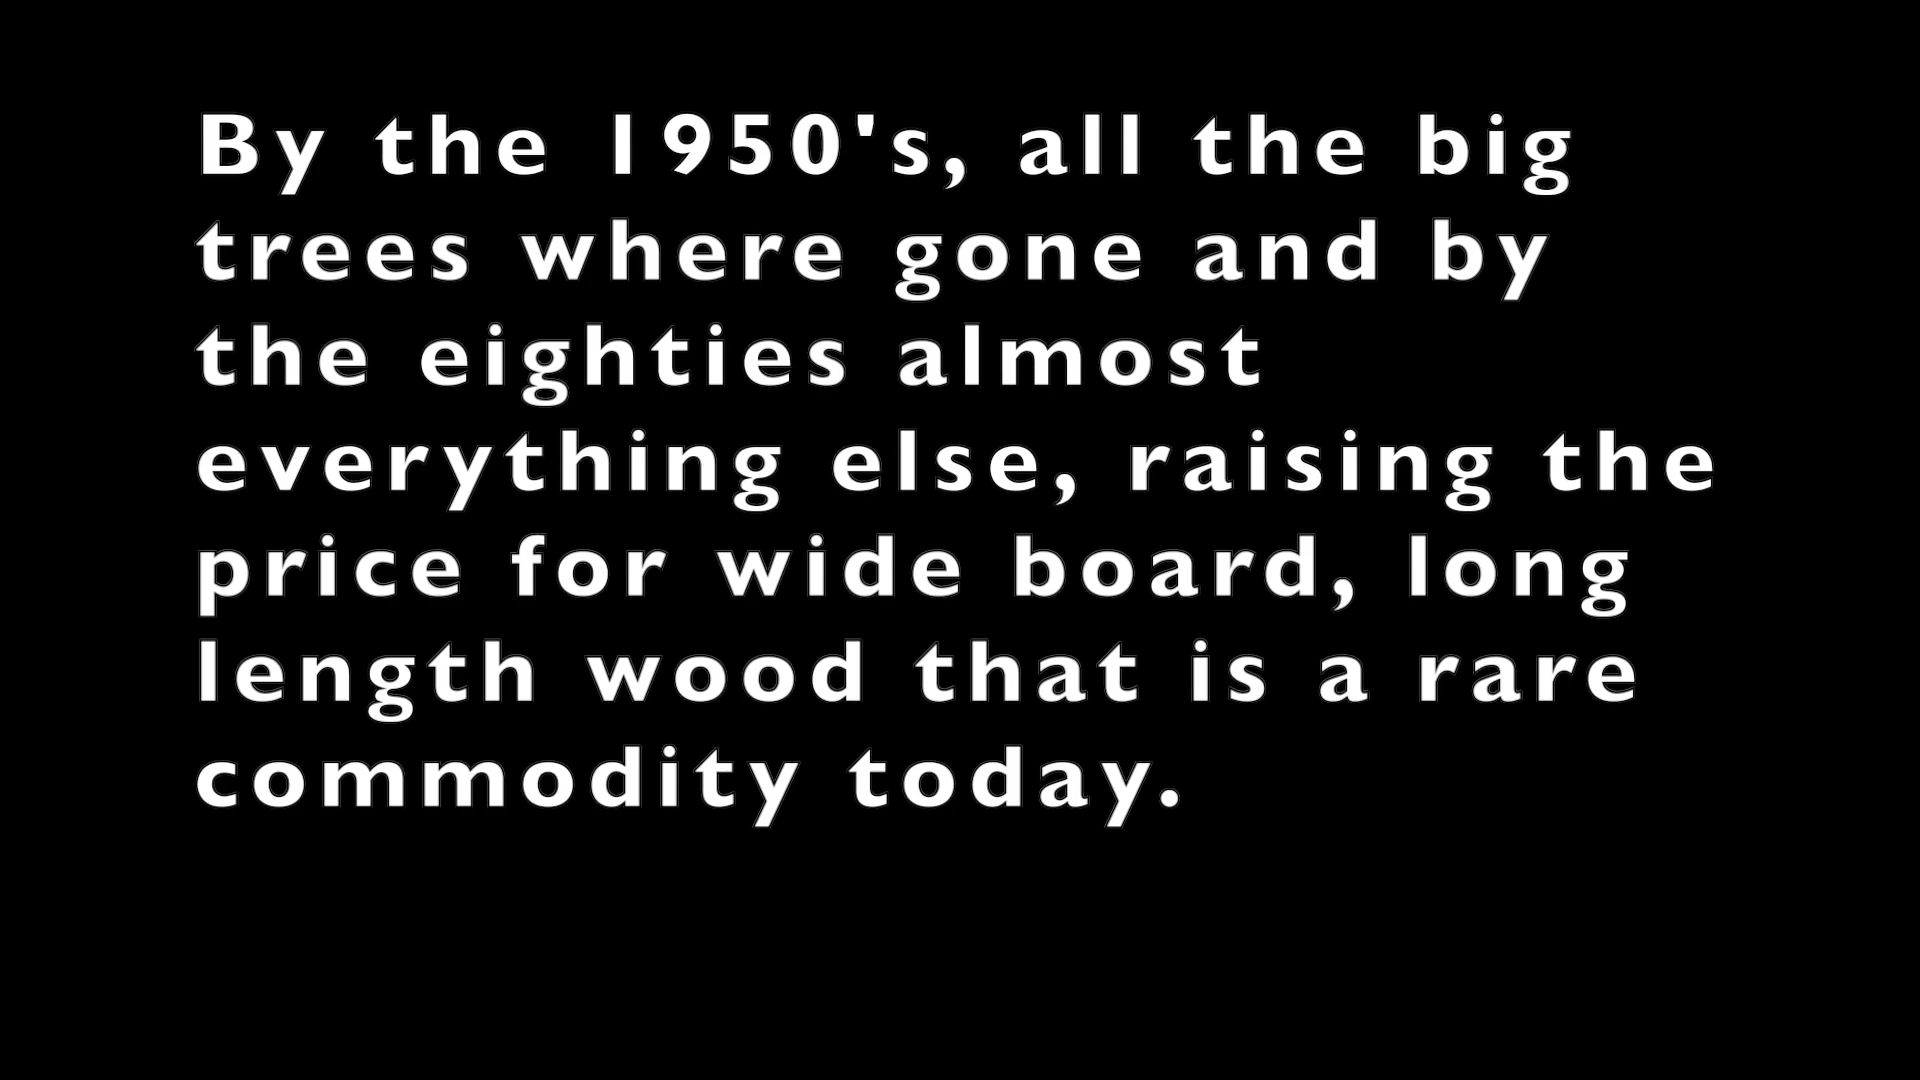 By the 1950's, all the big
trees where gone and by
the eighties almost
everything else, raising the
price for wide board, long
length wood that is a rare
commodity today.